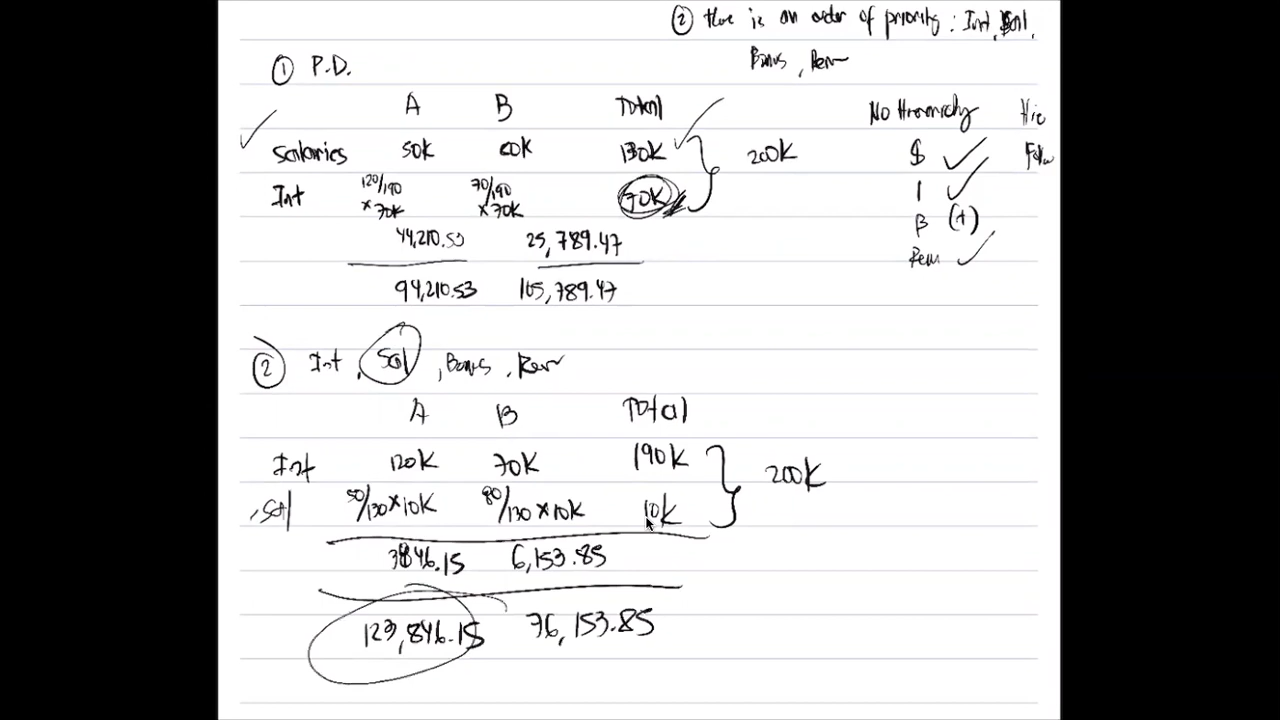 ② there is an order of priority : Int, Sal,
Bonus, Rem
① P.D.
A B Total
Salaries 50K 80K 130K 200K
Int 120/190 × 70K 70/190 × 70K 70K
44,210.53 25,789.47
94,210.53 105,789.47
No Hierarchy Hie
$
I
B (+)
Rem
② Int, Sal, Bonus, Rem
A B Total
Int 120K 70K 190K 200K
Sal 50/130 × 10K 80/130 × 10K 10K
3846.15 6,153.85
123,846.15 76,153.85